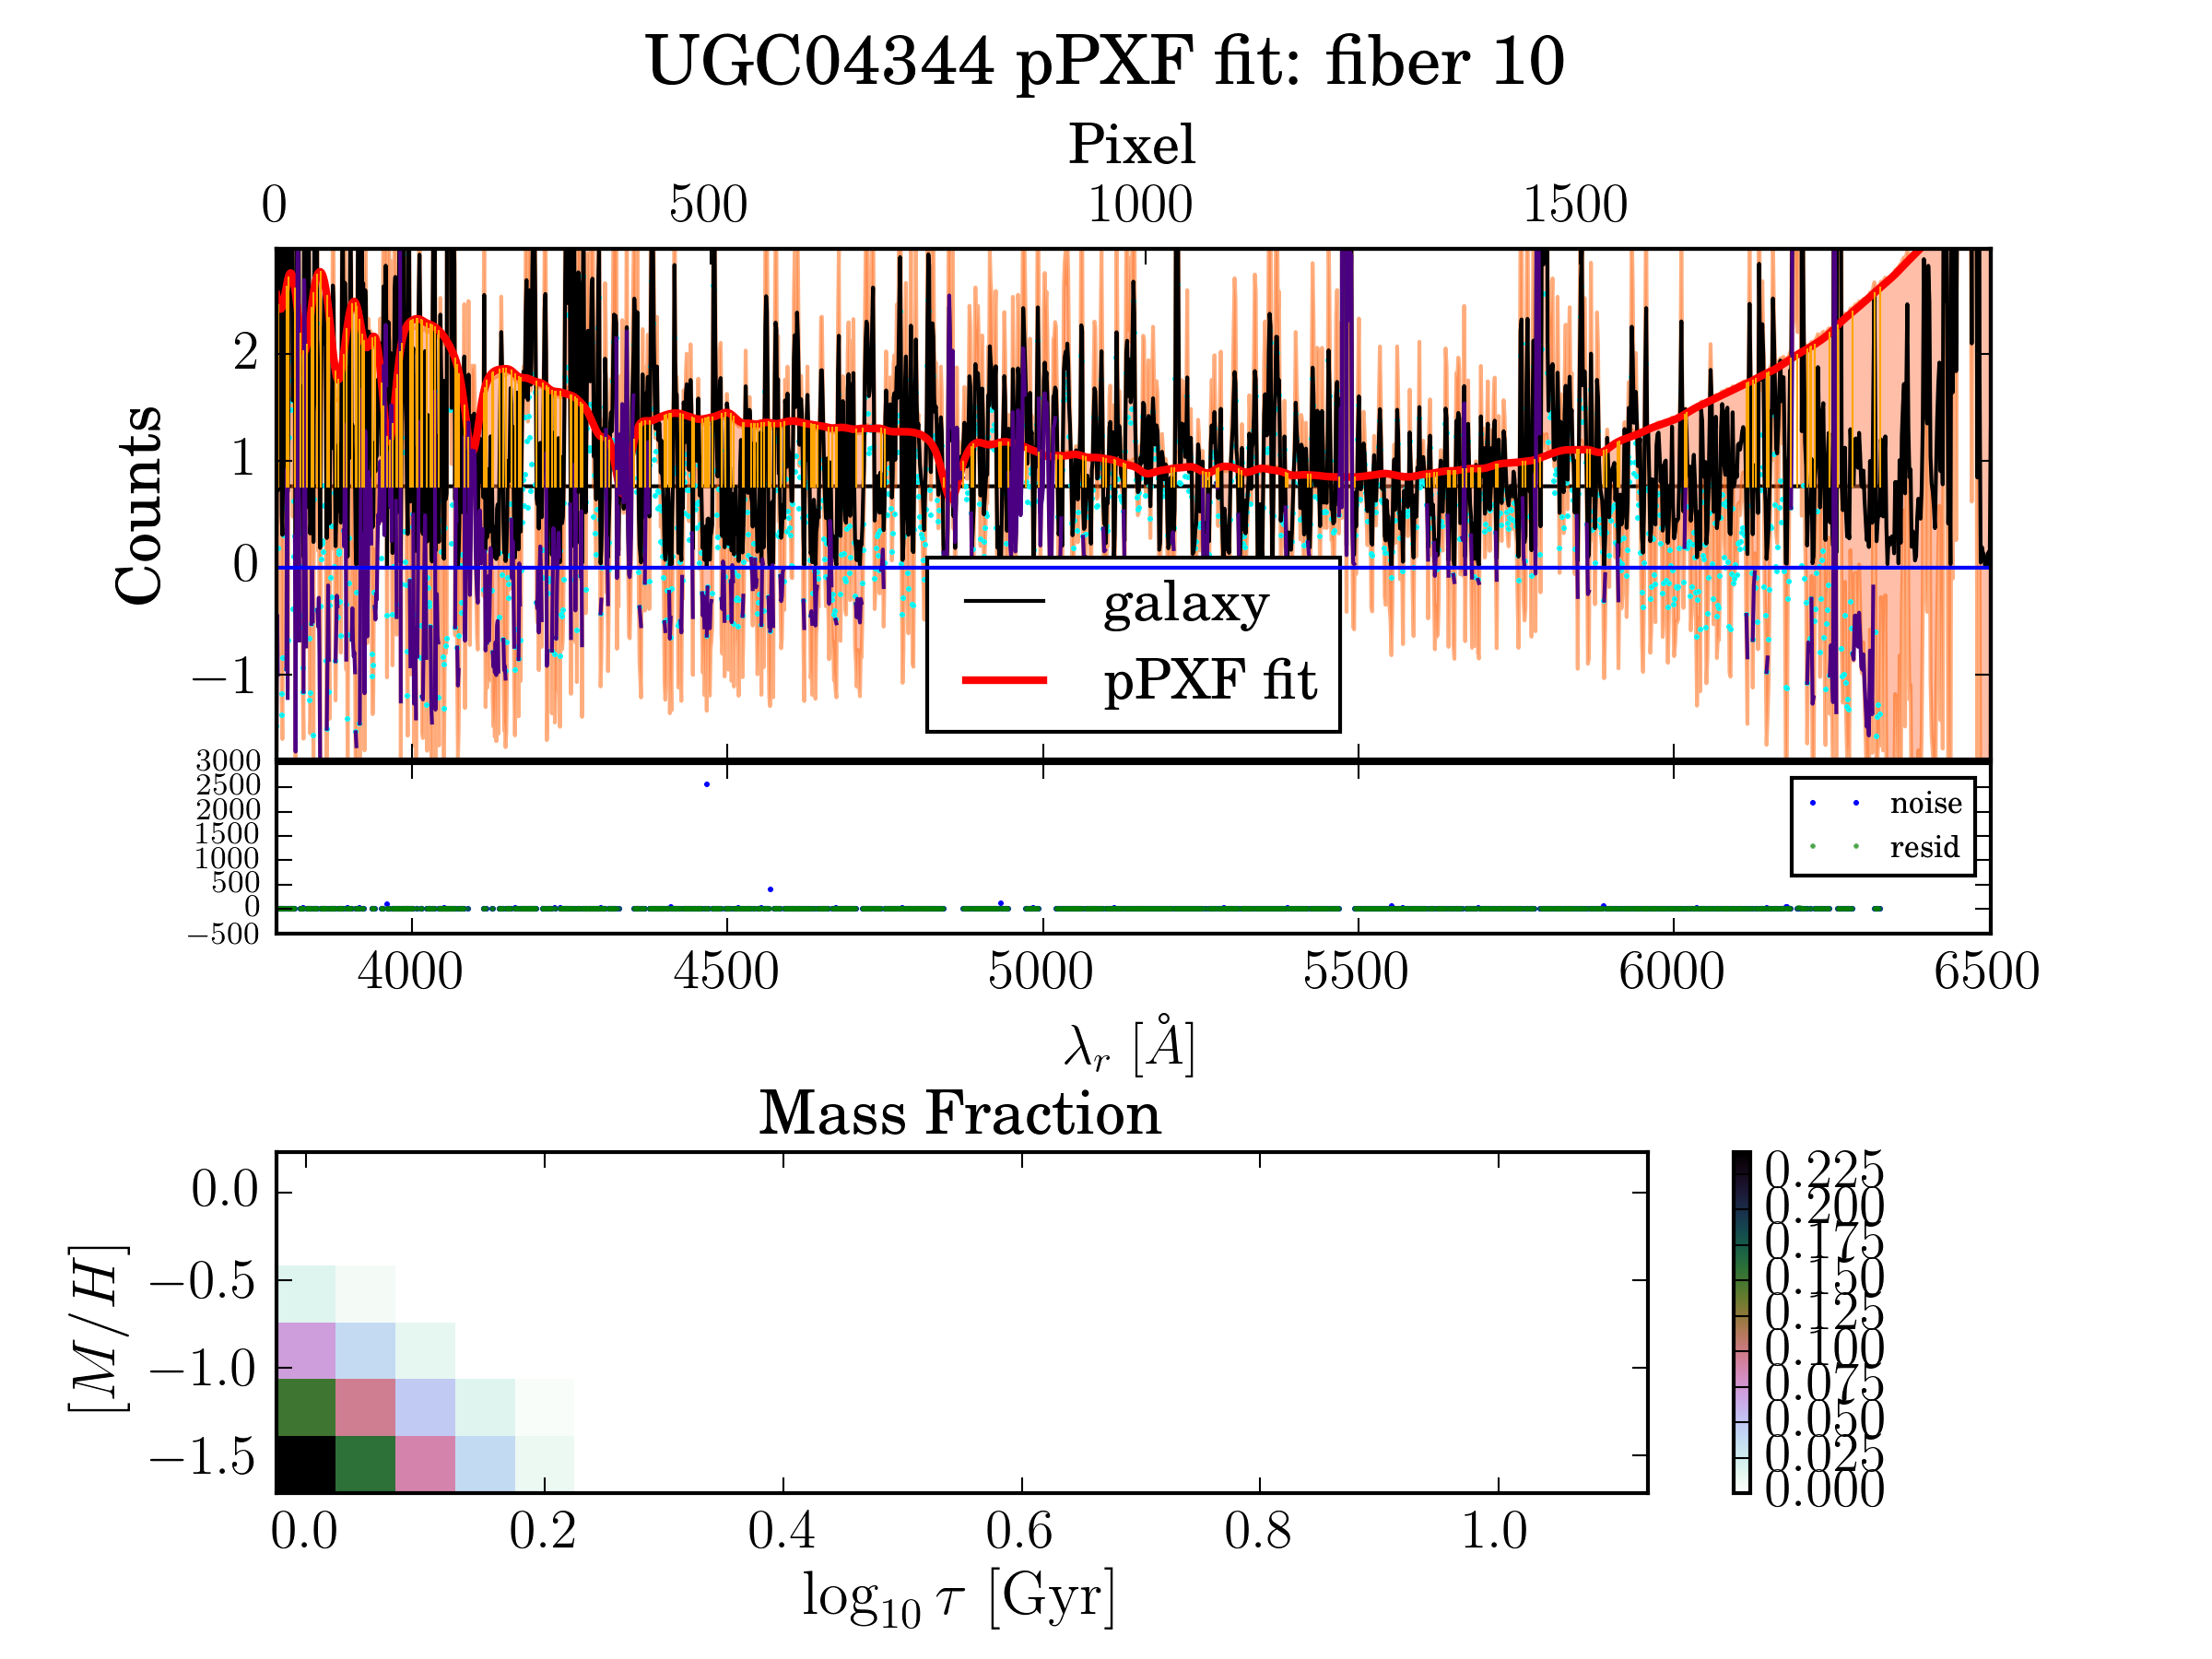 UGC04344 pPXF fit: fiber 10
Pixel
0 500 1000 1500
Counts
2
1
0
−1
galaxy
pPXF fit
3000
2500
2000
1500
1000
500
0
−500
noise
resid
4000 4500 5000 5500 6000 6500
λr [Å]
Mass Fraction
[M/H]
0.0
−0.5
−1.0
−1.5
0.0 0.2 0.4 0.6 0.8 1.0
log10 τ [Gyr]
0.225
0.200
0.175
0.150
0.125
0.100
0.075
0.050
0.025
0.000